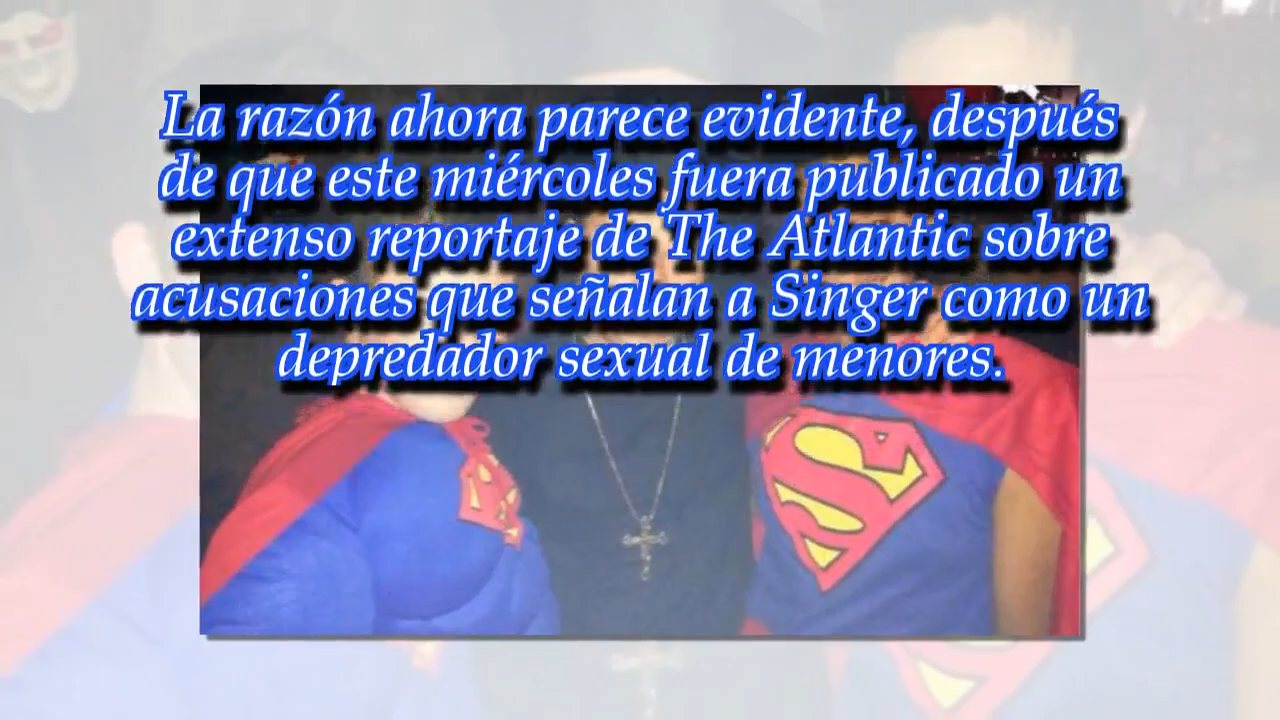 La razón ahora parece evidente, después
de que este miércoles fuera publicado un
extenso reportaje de The Atlantic sobre
acusaciones que señalan a Singer como un
depredador sexual de menores.